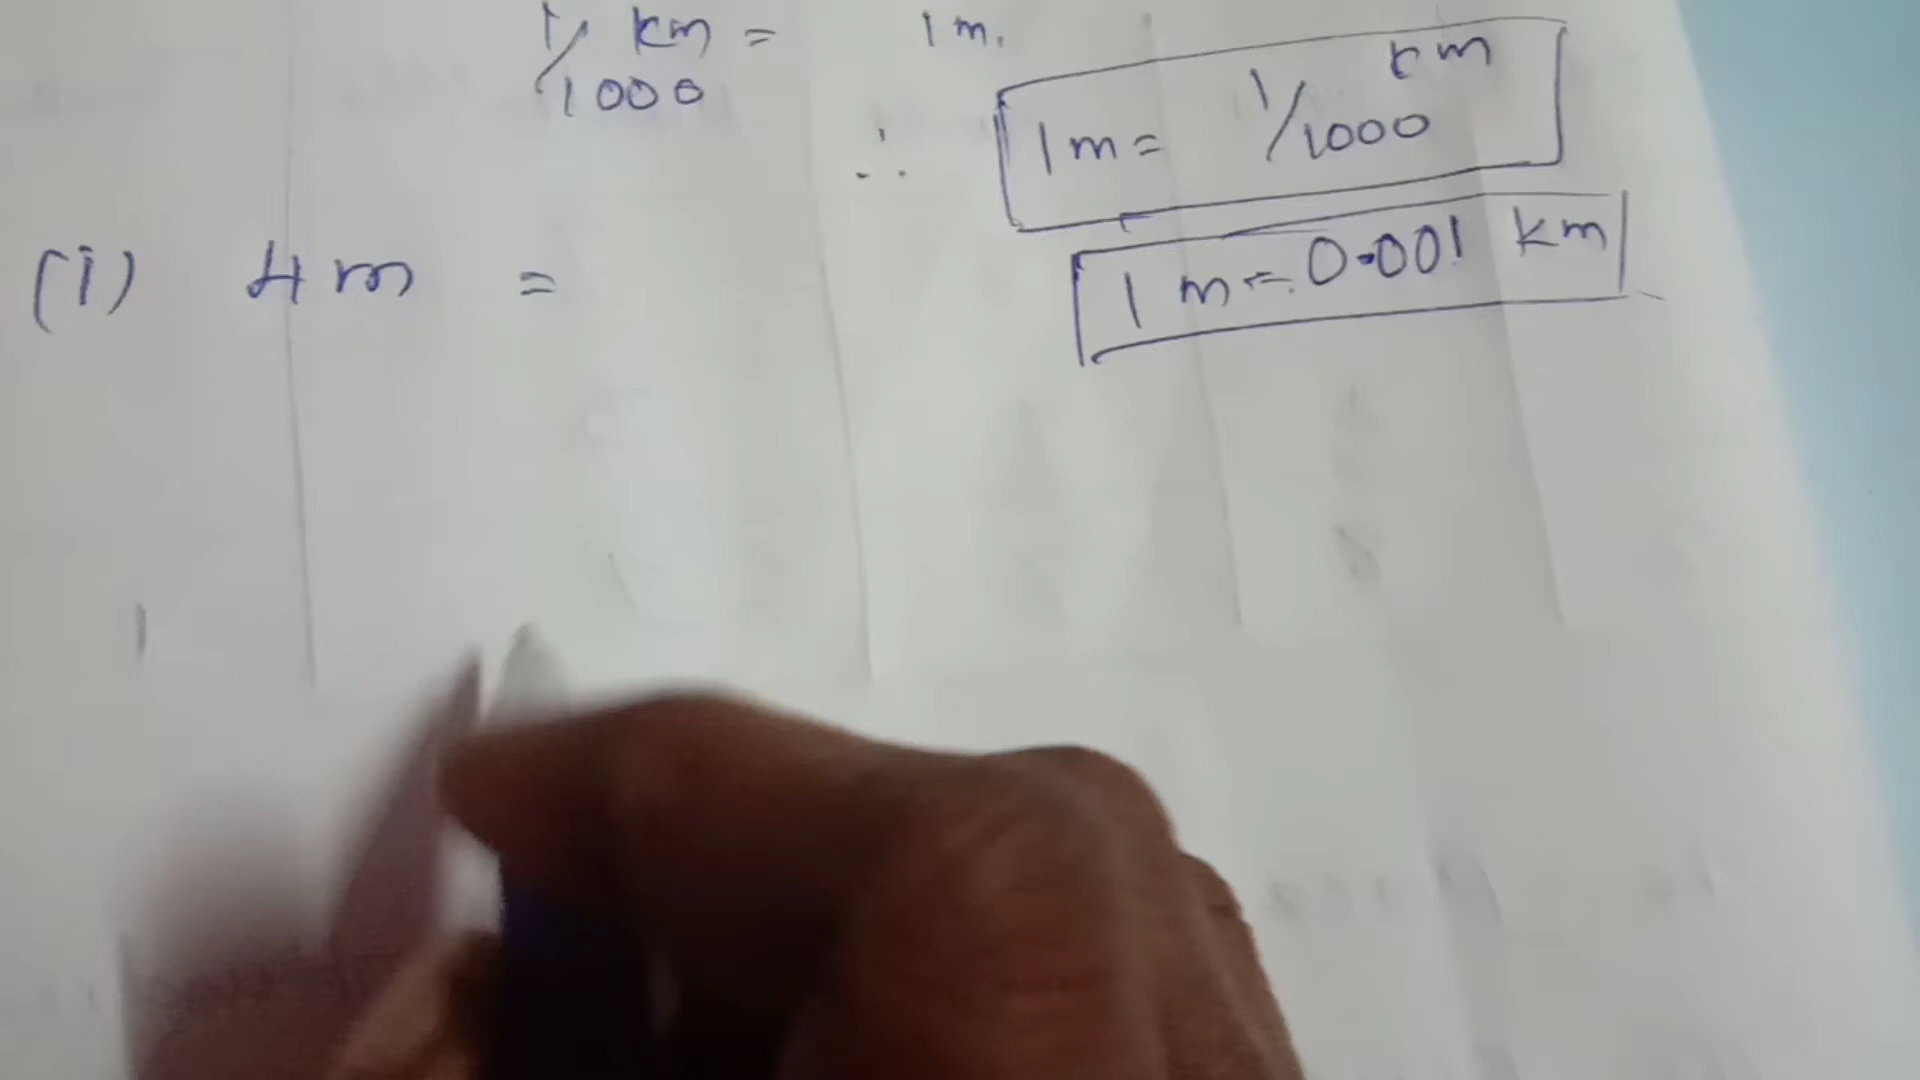 1/1000 km = 1 m.
∴ 1 m = 1/1000 km
1 m = 0.001 km
(i) 4 m =